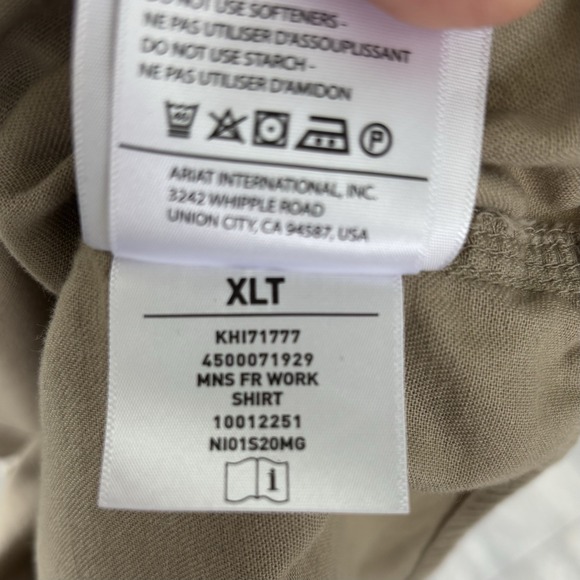 DO NOT USE SOFTENERS -
NE PAS UTILISER D'ASSOUPLISSANT
DO NOT USE STARCH -
NE PAS UTILISER D'AMIDON
60
P
ARIAT INTERNATIONAL, INC.
3242 WHIPPLE ROAD
UNION CITY, CA 94587, USA
XLT
KHI71777
4500071929
MNS FR WORK
SHIRT
10012251
NI01S20MG
i